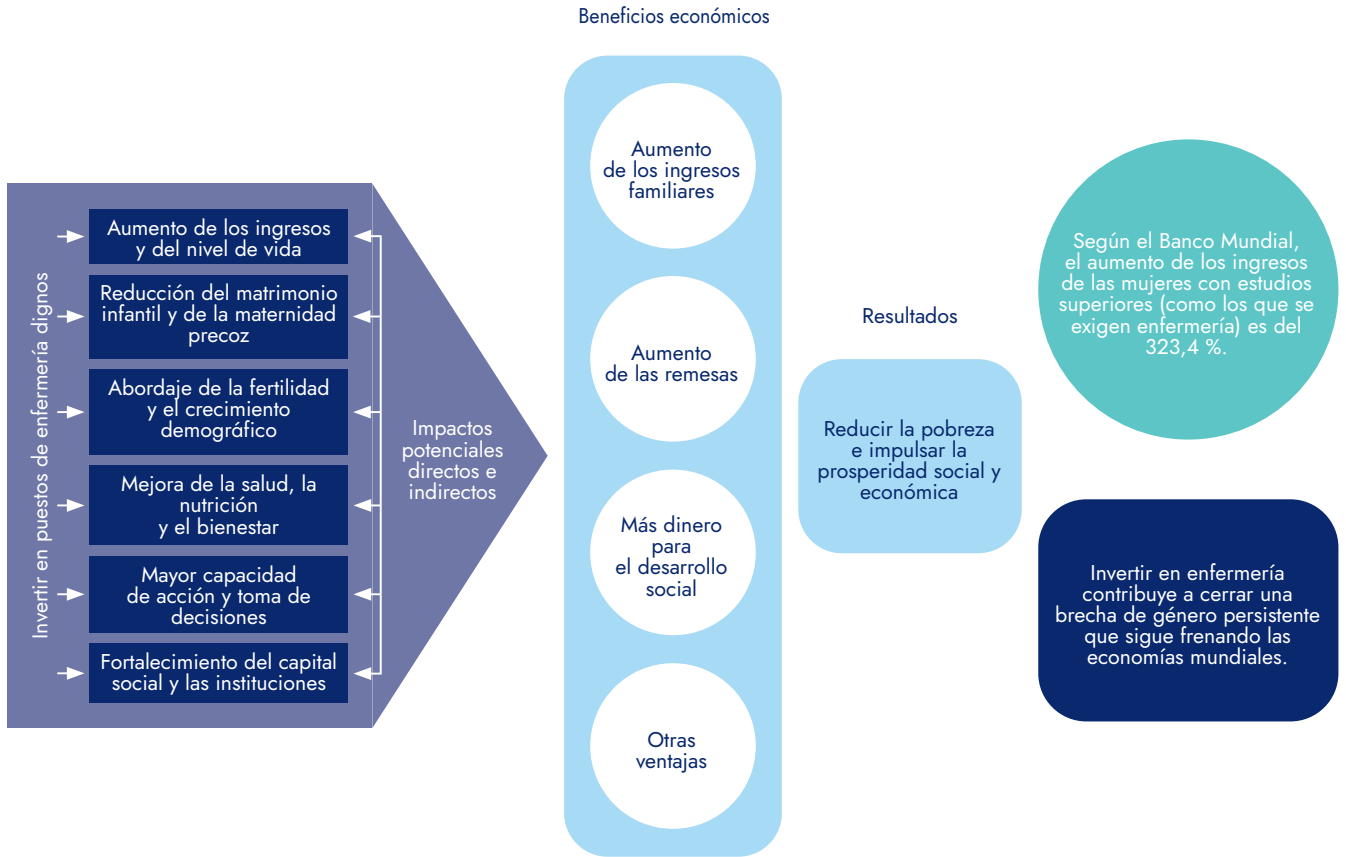 Invertir en puestos de enfermería dignos
Aumento de los ingresos
y del nivel de vida
Reducción del matrimonio
infantil y de la maternidad
precoz
Abordaje de la fertilidad
y el crecimiento
demográfico
Mejora de la salud, la
nutrición
y el bienestar
Mayor capacidad
de acción y toma de
decisiones
Fortalecimiento del capital
social y las instituciones
Impactos
potenciales
directos e
indirectos
Beneficios económicos
Aumento
de los ingresos
familiares
Aumento
de las remesas
Más dinero
para
el desarrollo
social
Otras
ventajas
Resultados
Reducir la pobreza
e impulsar la
prosperidad social y
económica
Según el Banco Mundial,
el aumento de los ingresos
de las mujeres con estudios
superiores (como los que se
exigen enfermería) es del
323,4 %.
Invertir en enfermería
contribuye a cerrar una
brecha de género persistente
que sigue frenando las
economías mundiales.